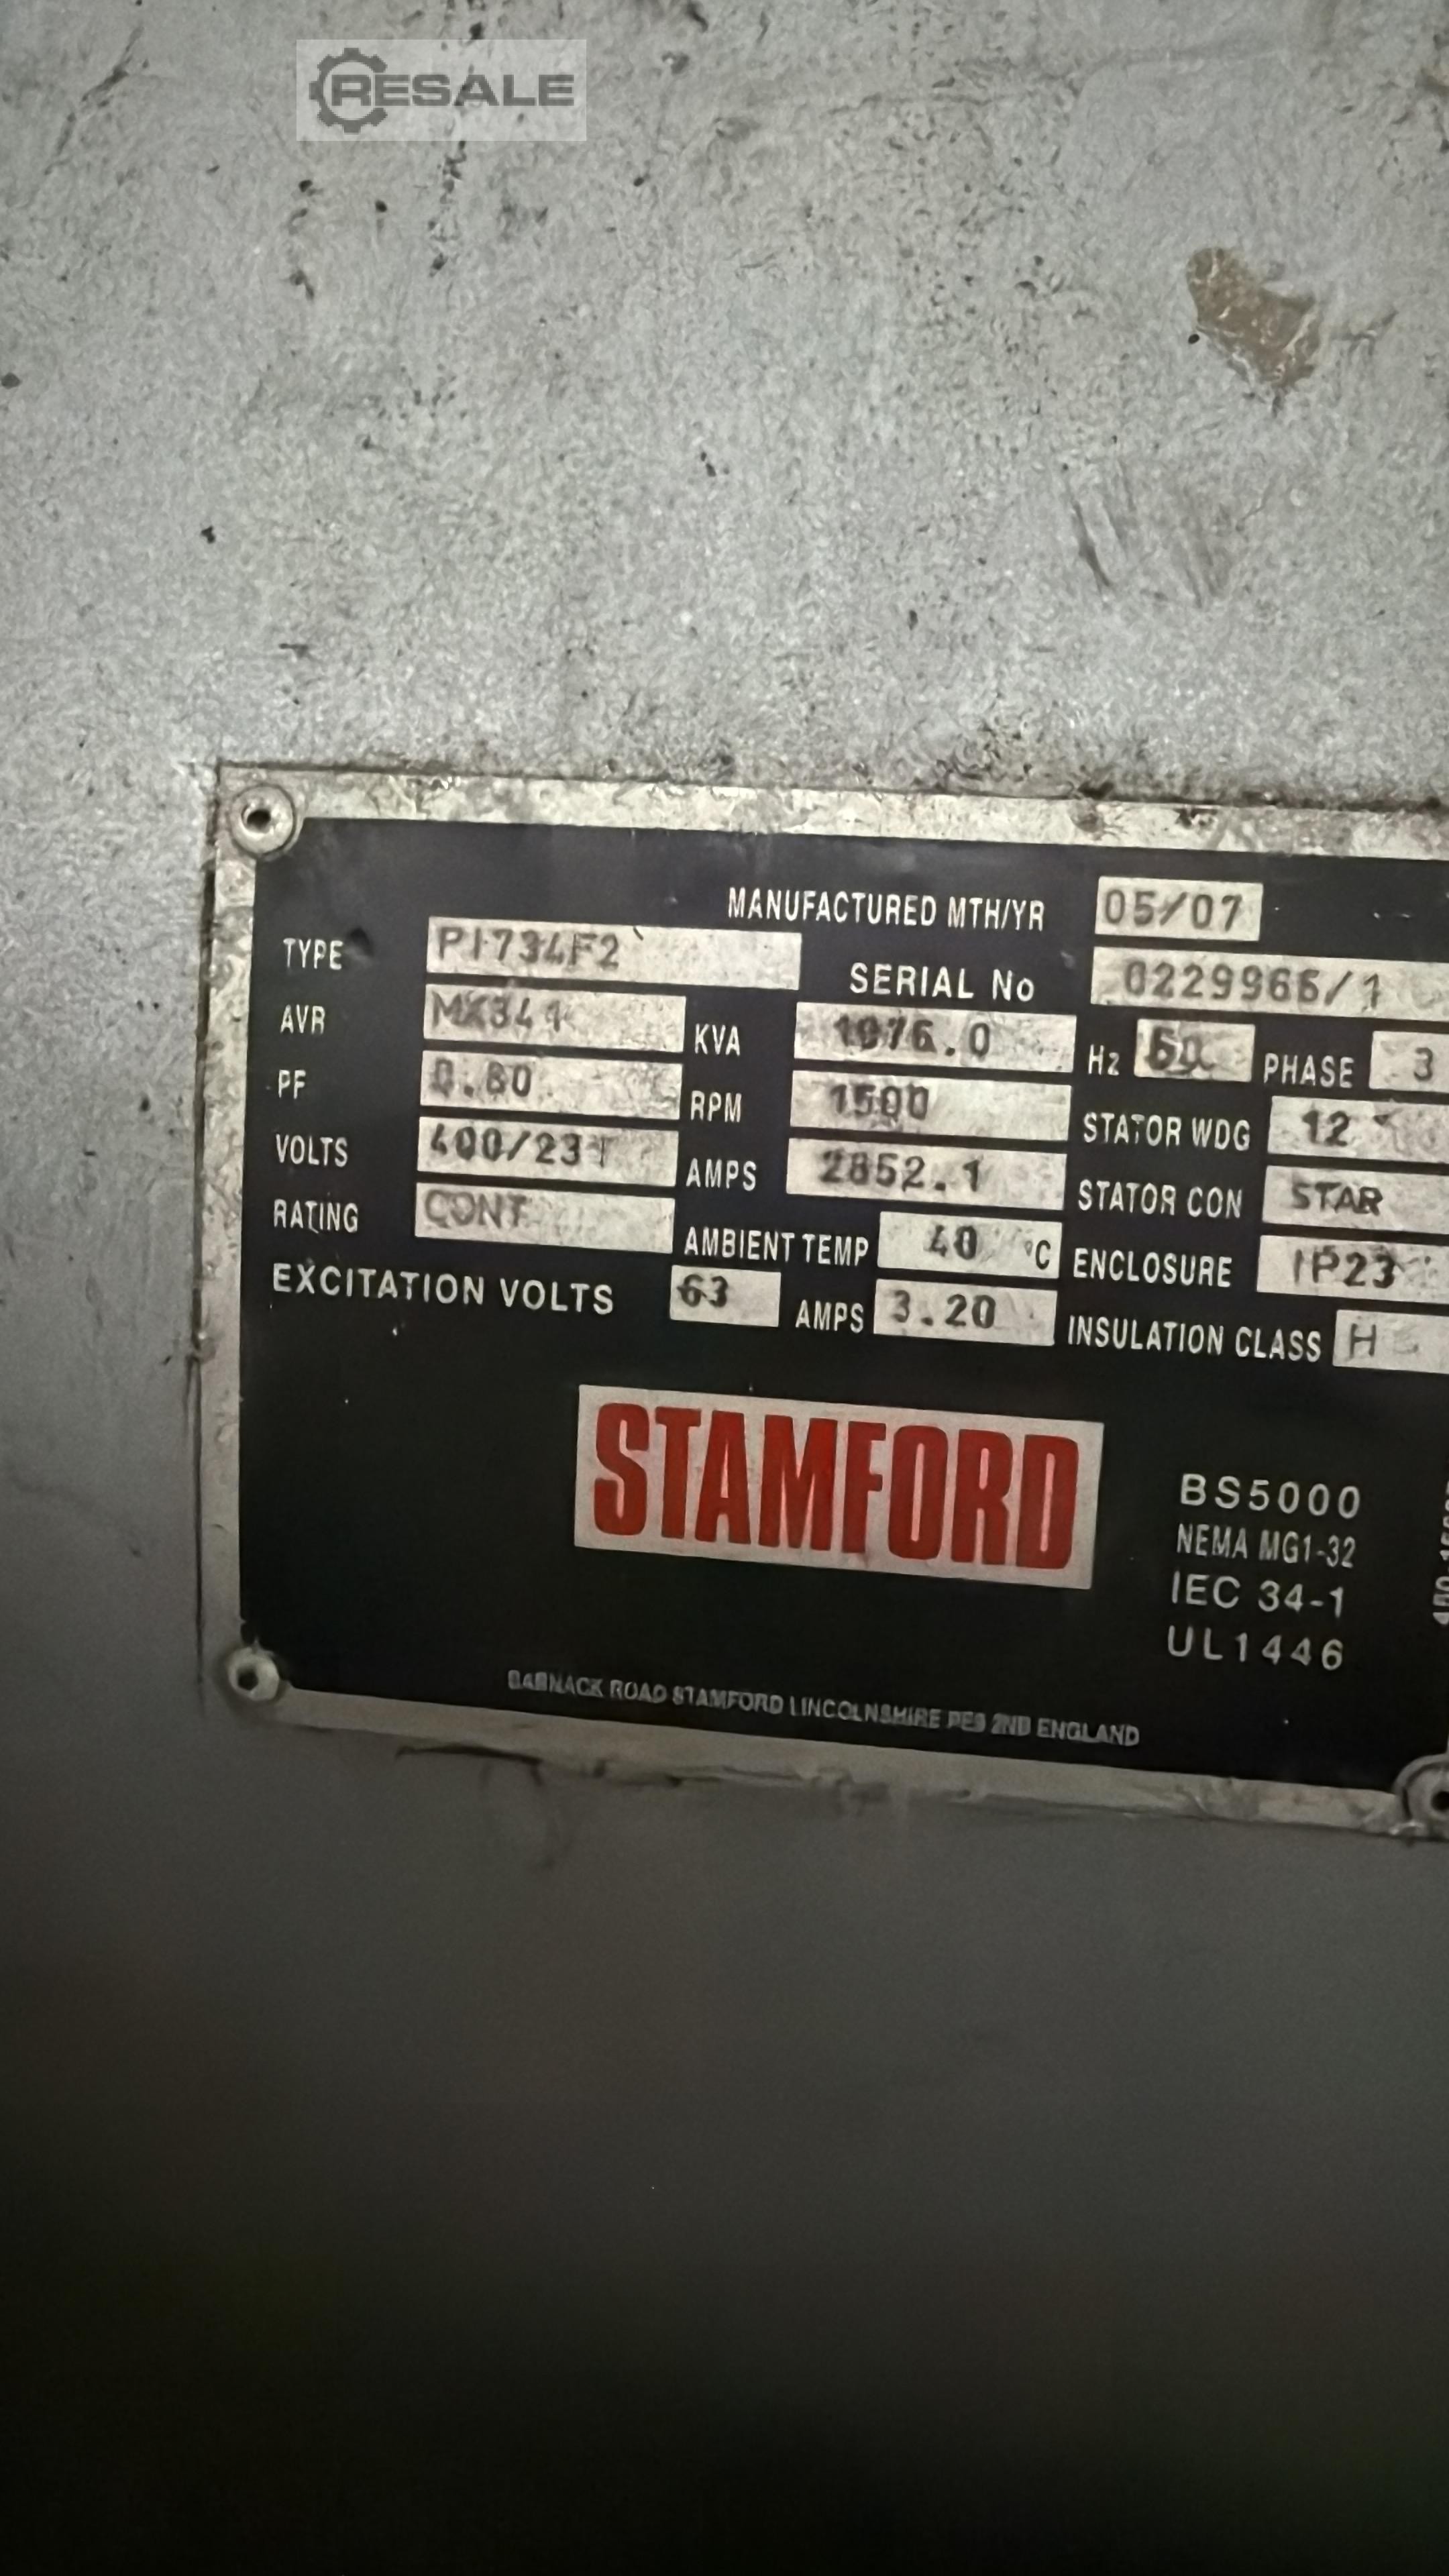 RESALE
MANUFACTURED MTH/YR 05/07
TYPE PI734F2 SERIAL No 0229966/1
AVR MX341 KVA 1976.0 Hz 50 PHASE 3
PF 0.80 RPM 1500 STATOR WDG 12
VOLTS 400/231 AMPS 2852.1 STATOR CON STAR
RATING CONT AMBIENT TEMP 40 °C ENCLOSURE IP23
EXCITATION VOLTS 63 AMPS 3.20 INSULATION CLASS H
STAMFORD
BS5000
NEMA MG1-32
IEC 34-1
UL1446
BARNACK ROAD STAMFORD LINCOLNSHIRE PE9 2NB ENGLAND